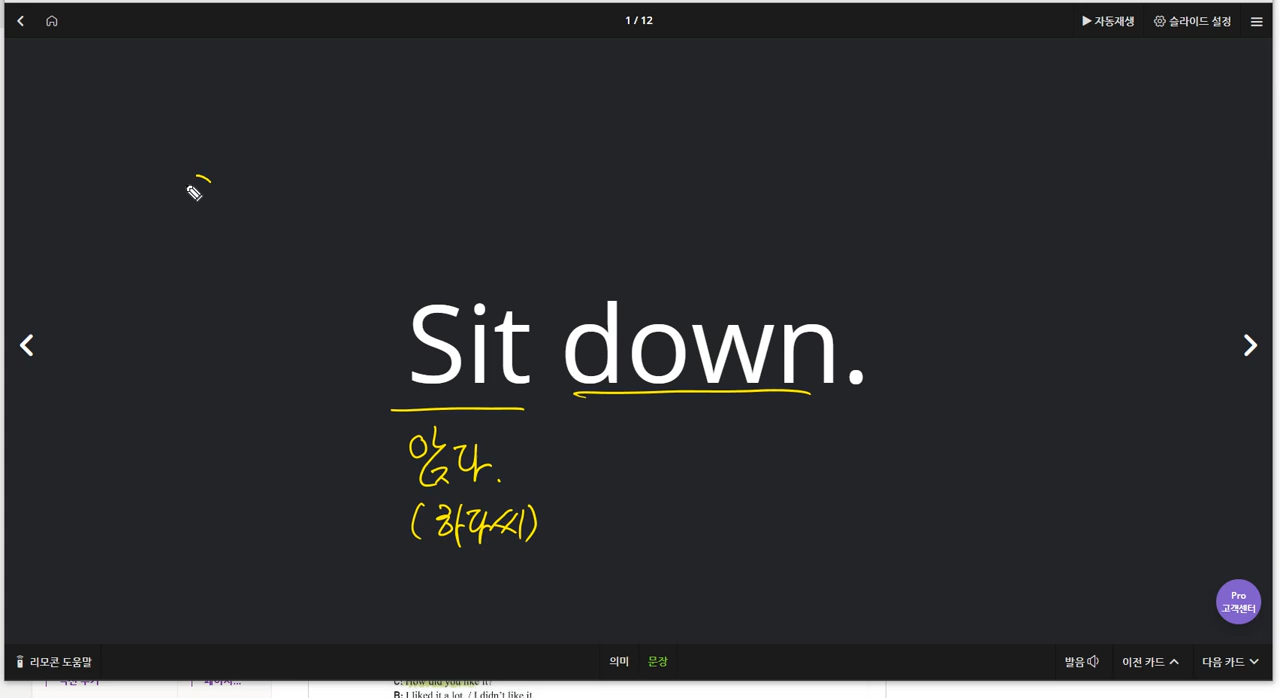 1 / 12
자동재생
슬라이드 설정
Sit down.
앉다.
(하다씨)
Pro
고객센터
리모콘 도움말
의미
문장
발음
이전 카드
다음 카드
C: How did you like it?
B: I liked it a lot. / I didn't like it